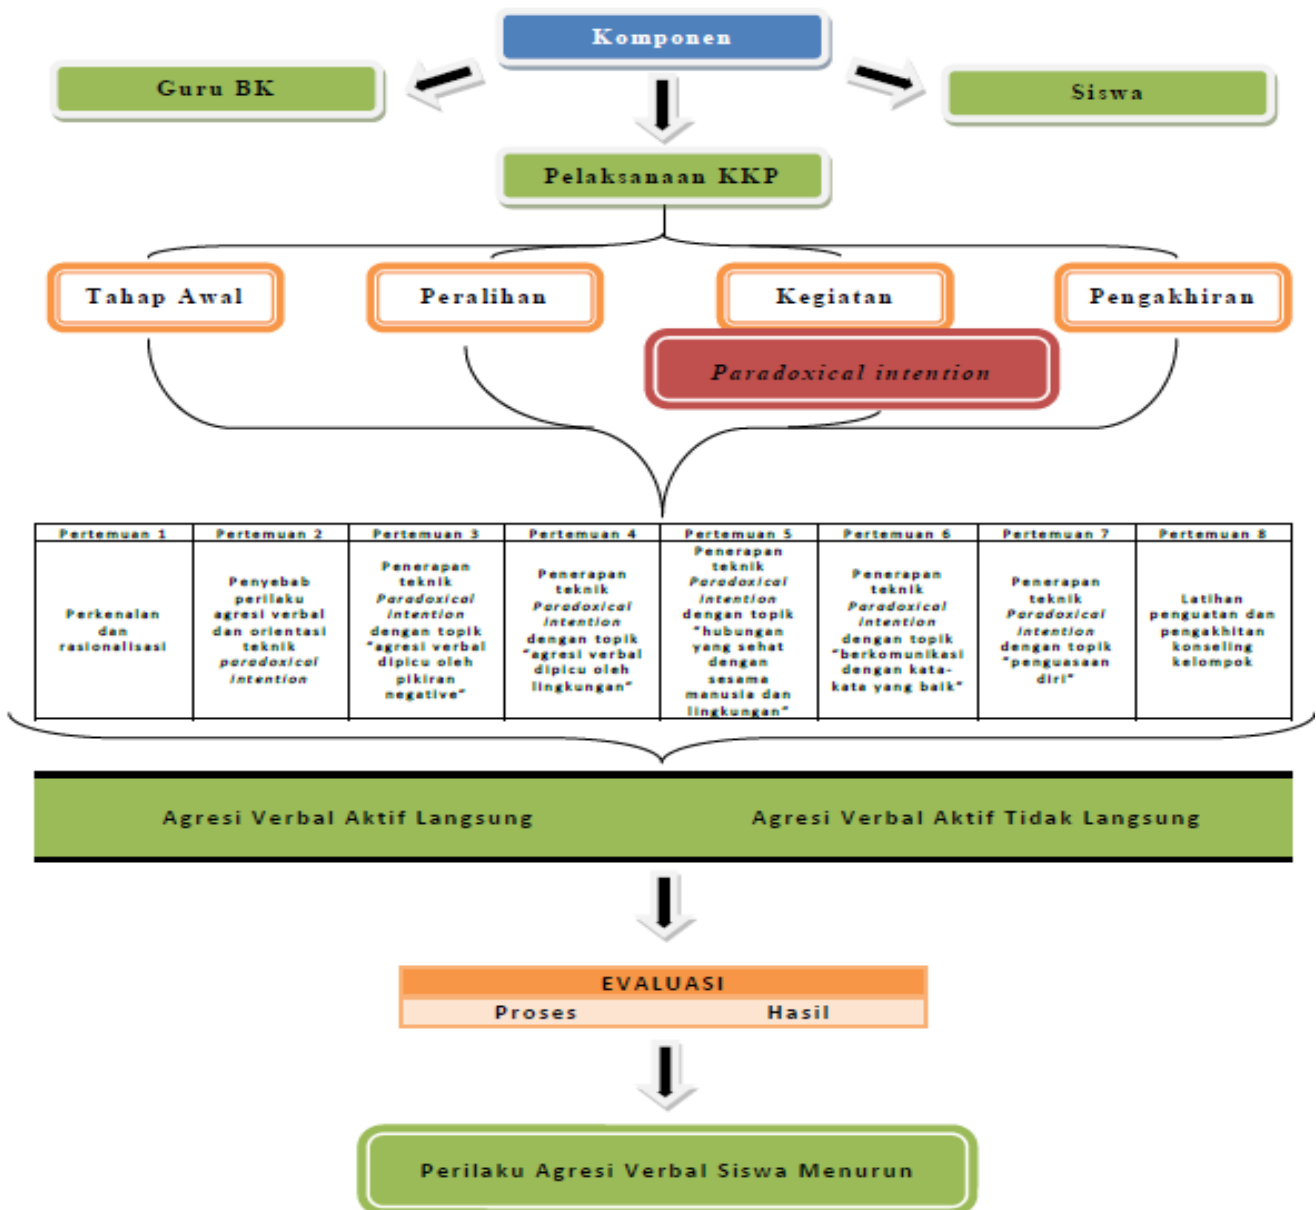 Komponen
Guru BK
Siswa
Pelaksanaan KKP
Tahap Awal
Peralihan
Kegiatan
Pengakhiran
Paradoxical intention
Pertemuan 1
Perkenalan
dan
rasionalisasi
Pertemuan 2
Penyebab
perilaku
agresi verbal
dan orientasi
teknik
paradoxical
intention
Pertemuan 3
Penerapan
teknik
Paradoxical
intention
dengan topik
"agresi verbal
dipicu oleh
pikiran
negative"
Pertemuan 4
Penerapan
teknik
Paradoxical
intention
dengan topik
"agresi verbal
dipicu oleh
lingkungan"
Pertemuan 5
Penerapan
teknik
Paradoxical
intention
dengan topik
"hubungan
yang sehat
dengan
sesama
manusia dan
lingkungan"
Pertemuan 6
Penerapan
teknik
Paradoxical
intention
dengan topik
"berkomunikasi
dengan kata-
kata yang baik"
Pertemuan 7
Penerapan
teknik
Paradoxical
intention
dengan topik
"penguasaan
diri"
Pertemuan 8
Latihan
penguatan dan
pengakhitan
konseling
kelompok
Agresi Verbal Aktif Langsung
Agresi Verbal Aktif Tidak Langsung
EVALUASI
Proses Hasil
Perilaku Agresi Verbal Siswa Menurun